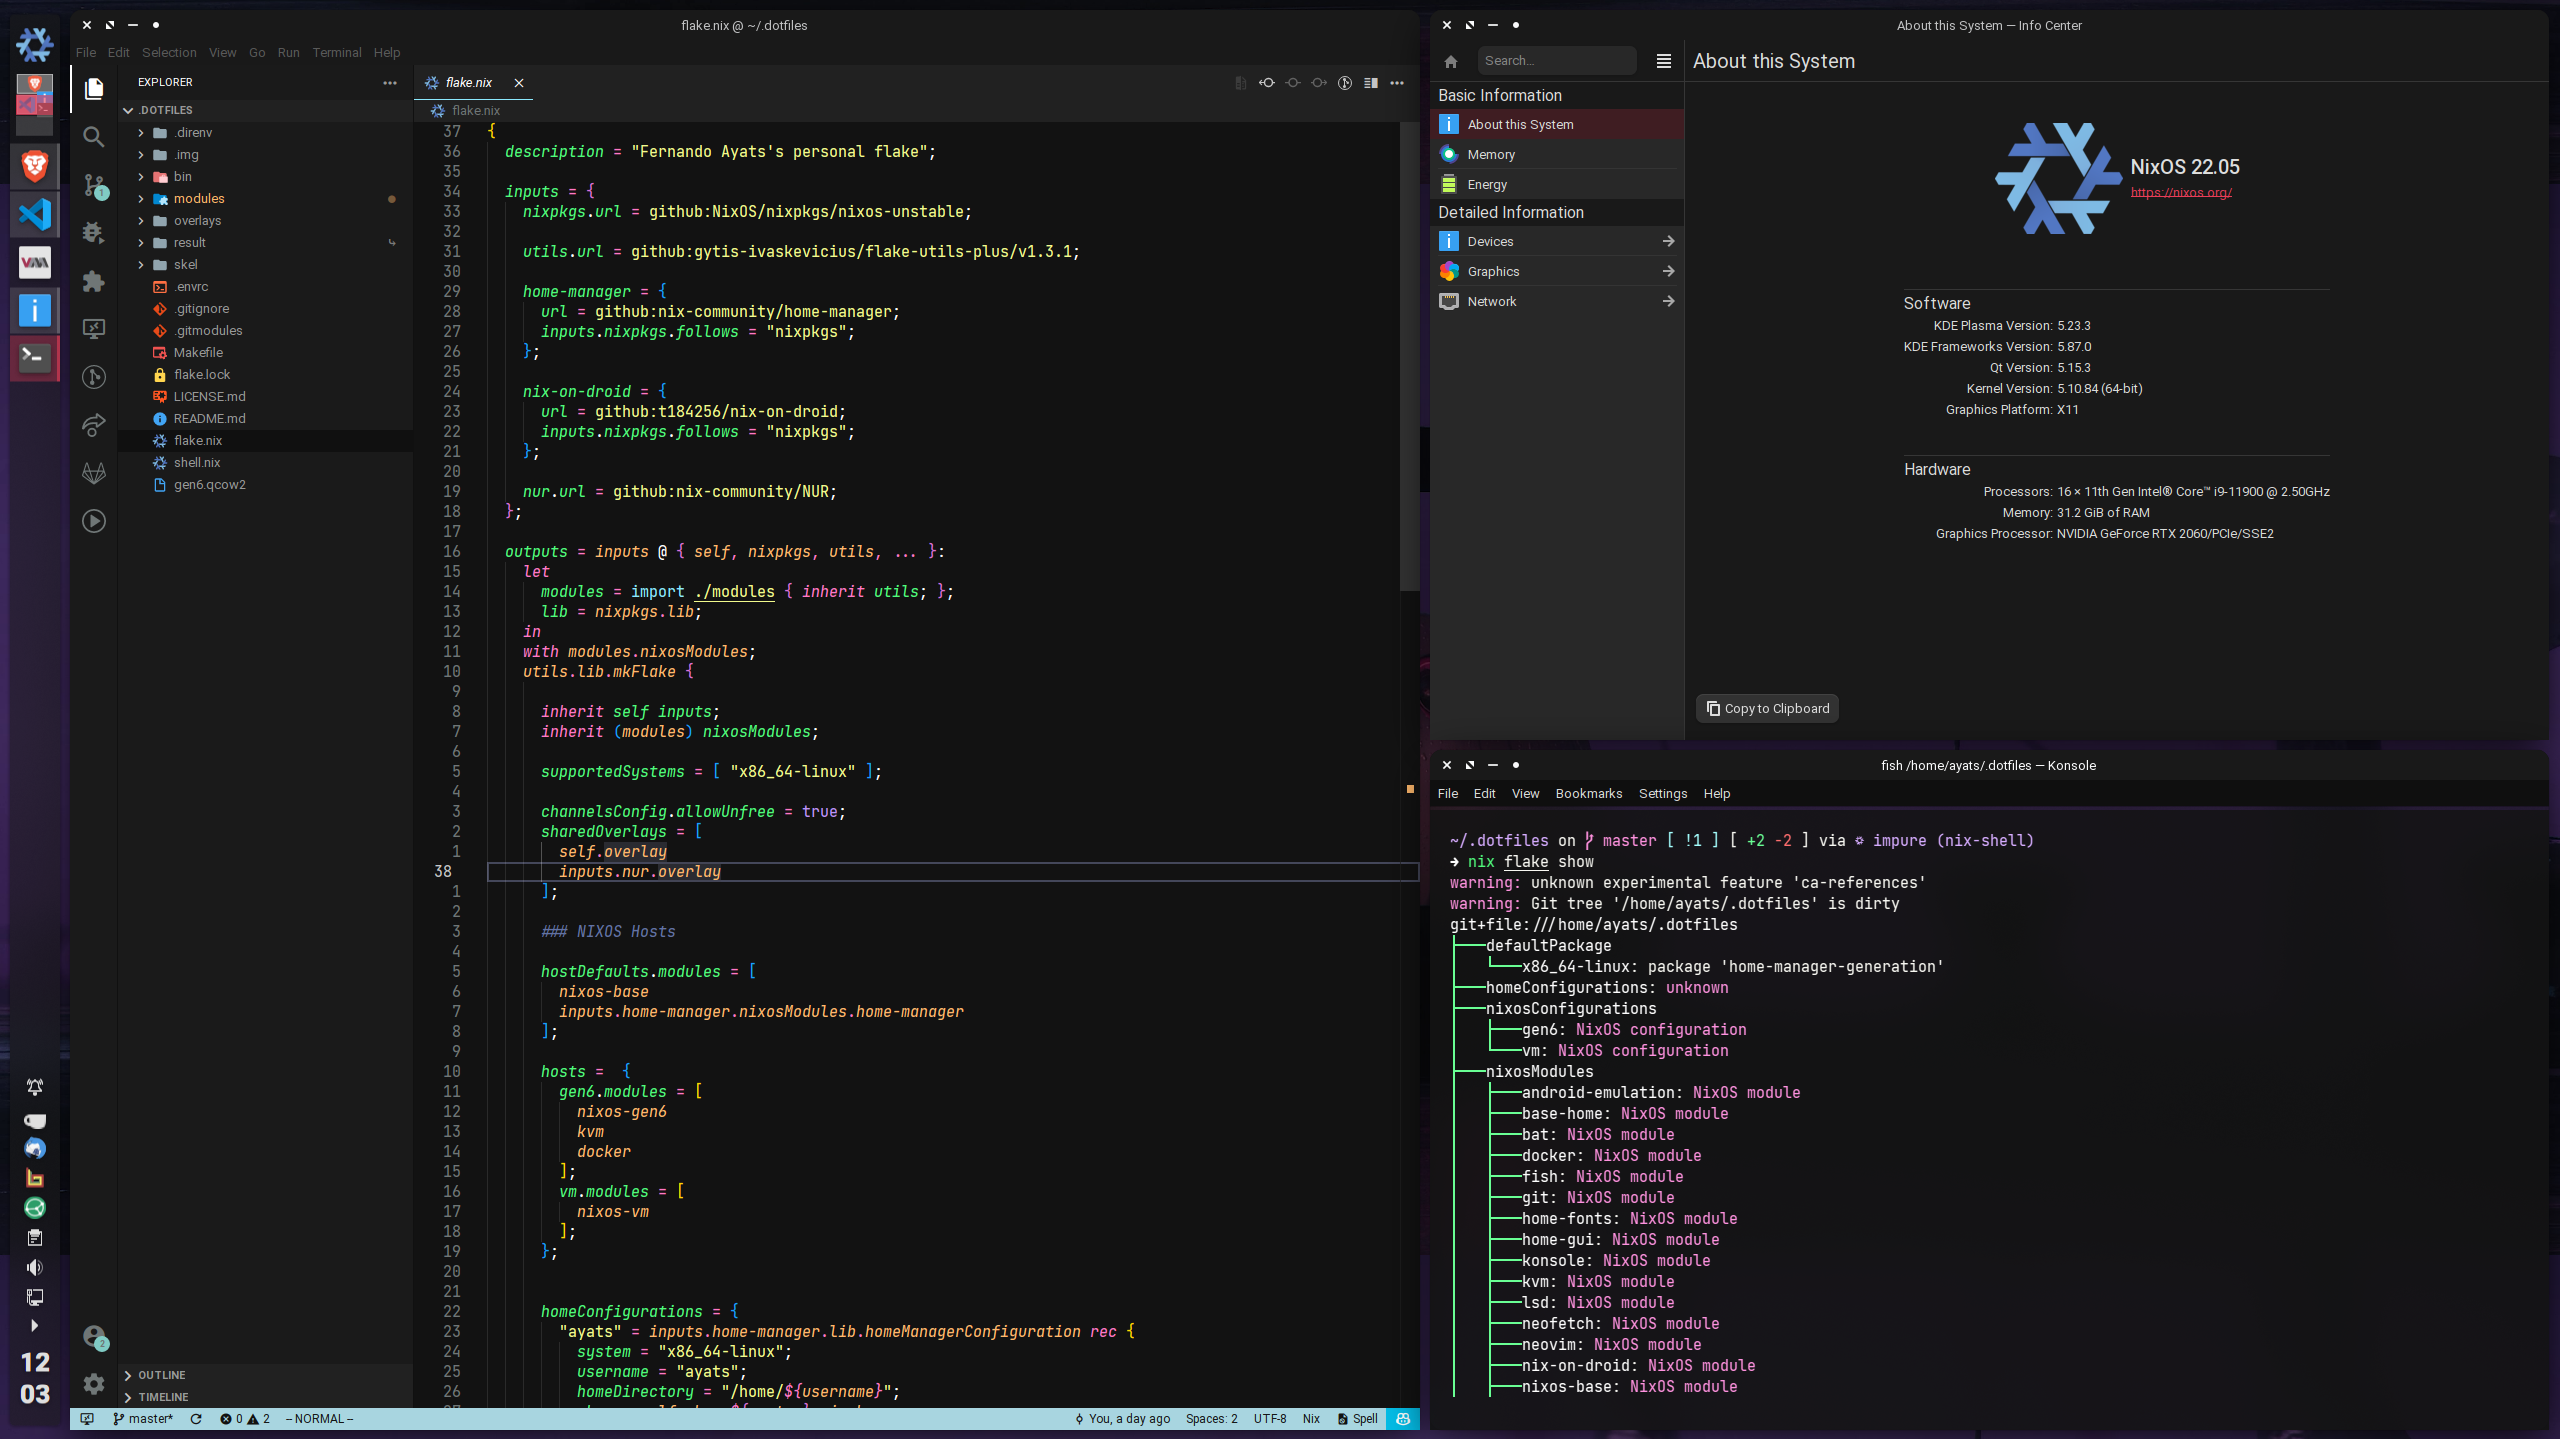 flake.nix @ ~/.dotfiles
File Edit Selection View Go Run Terminal Help
EXPLORER
.DOTFILES
.direnv
.img
bin
modules
overlays
result
skel
.envrc
.gitignore
.gitmodules
Makefile
flake.lock
LICENSE.md
README.md
flake.nix
shell.nix
gen6.qcow2
OUTLINE
TIMELINE
1
2
12
03
flake.nix
flake.nix
37 {
36 description = "Fernando Ayats's personal flake";
35
34 inputs = {
33 nixpkgs.url = github:NixOS/nixpkgs/nixos-unstable;
32
31 utils.url = github:gytis-ivaskevicius/flake-utils-plus/v1.3.1;
30
29 home-manager = {
28 url = github:nix-community/home-manager;
27 inputs.nixpkgs.follows = "nixpkgs";
26 };
25
24 nix-on-droid = {
23 url = github:t184256/nix-on-droid;
22 inputs.nixpkgs.follows = "nixpkgs";
21 };
20
19 nur.url = github:nix-community/NUR;
18 };
17
16 outputs = inputs @ { self, nixpkgs, utils, ... }:
15 let
14 modules = import ./modules { inherit utils; };
13 lib = nixpkgs.lib;
12 in
11 with modules.nixosModules;
10 utils.lib.mkFlake {
9
8 inherit self inputs;
7 inherit (modules) nixosModules;
6
5 supportedSystems = [ "x86_64-linux" ];
4
3 channelsConfig.allowUnfree = true;
2 sharedOverlays = [
1 self.overlay
38 inputs.nur.overlay
1 ];
2
3 ### NIXOS Hosts
4
5 hostDefaults.modules = [
6 nixos-base
7 inputs.home-manager.nixosModules.home-manager
8 ];
9
10 hosts = {
11 gen6.modules = [
12 nixos-gen6
13 kvm
14 docker
15 ];
16 vm.modules = [
17 nixos-vm
18 ];
19 };
20
21
22 homeConfigurations = {
23 "ayats" = inputs.home-manager.lib.homeManagerConfiguration rec {
24 system = "x86_64-linux";
25 username = "ayats";
26 homeDirectory = "/home/${username}";
master* 0 2 -- NORMAL --
You, a day ago Spaces: 2 UTF-8 Nix Spell
About this System — Info Center
Search...
About this System
Basic Information
About this System
Memory
Energy
Detailed Information
Devices
Graphics
Network
NixOS 22.05
https://nixos.org/
Software
KDE Plasma Version: 5.23.3
KDE Frameworks Version: 5.87.0
Qt Version: 5.15.3
Kernel Version: 5.10.84 (64-bit)
Graphics Platform: X11
Hardware
Processors: 16 × 11th Gen Intel® Core™ i9-11900 @ 2.50GHz
Memory: 31.2 GiB of RAM
Graphics Processor: NVIDIA GeForce RTX 2060/PCIe/SSE2
Copy to Clipboard
fish /home/ayats/.dotfiles — Konsole
File Edit View Bookmarks Settings Help
~/.dotfiles on master [ !1 ] [ +2 -2 ] via impure (nix-shell)
➜ nix flake show
warning: unknown experimental feature 'ca-references'
warning: Git tree '/home/ayats/.dotfiles' is dirty
git+file:///home/ayats/.dotfiles
├───defaultPackage
│   └───x86_64-linux: package 'home-manager-generation'
├───homeConfigurations: unknown
├───nixosConfigurations
│   ├───gen6: NixOS configuration
│   └───vm: NixOS configuration
├───nixosModules
│   ├───android-emulation: NixOS module
│   ├───base-home: NixOS module
│   ├───bat: NixOS module
│   ├───docker: NixOS module
│   ├───fish: NixOS module
│   ├───git: NixOS module
│   ├───home-fonts: NixOS module
│   ├───home-gui: NixOS module
│   ├───konsole: NixOS module
│   ├───kvm: NixOS module
│   ├───lsd: NixOS module
│   ├───neofetch: NixOS module
│   ├───neovim: NixOS module
│   ├───nix-on-droid: NixOS module
│   ├───nixos-base: NixOS module